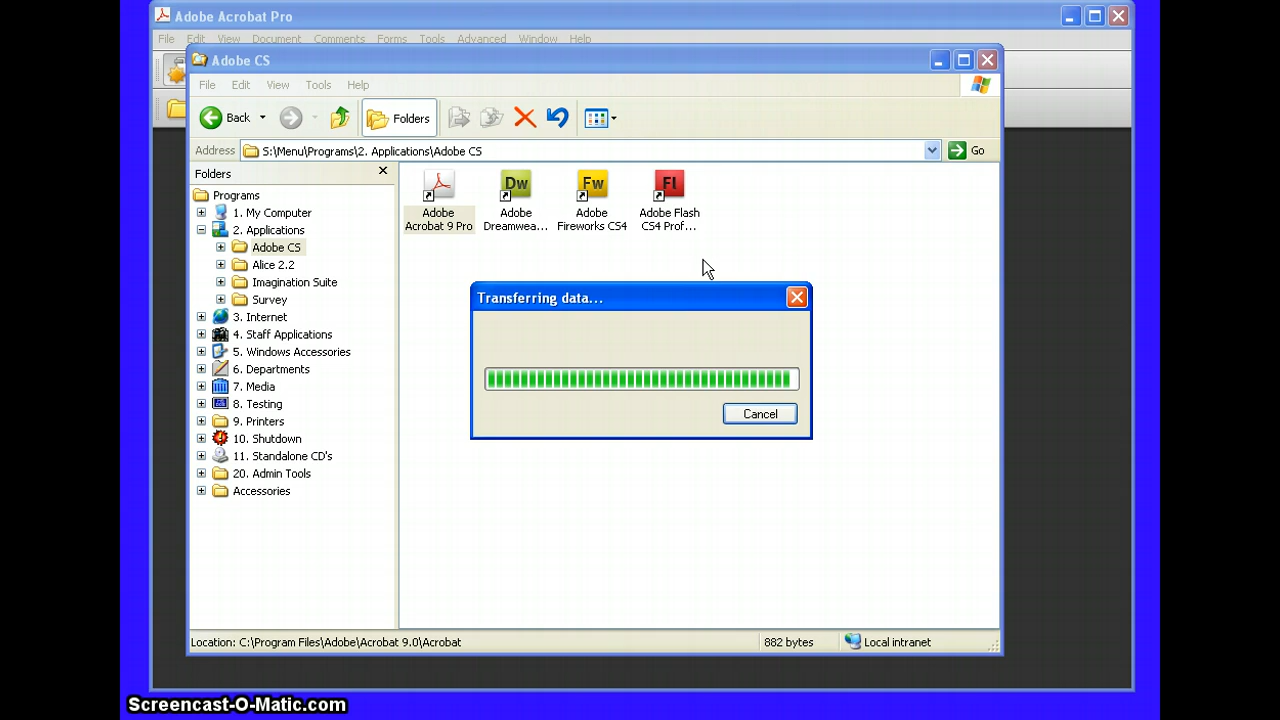 Adobe Acrobat Pro
File Edit View Document Comments Forms Tools Advanced Window Help
Adobe CS
File Edit View Tools Help
Back Folders
Address S:\Menu\Programs\2. Applications\Adobe CS Go
Folders
Programs
1. My Computer
2. Applications
Adobe CS
Alice 2.2
Imagination Suite
Survey
3. Internet
4. Staff Applications
5. Windows Accessories
6. Departments
7. Media
8. Testing
9. Printers
10. Shutdown
11. Standalone CD's
20. Admin Tools
Accessories
Adobe
Acrobat 9 Pro
Dw
Adobe
Dreamwea...
Fw
Adobe
Fireworks CS4
Fl
Adobe Flash
CS4 Prof...
Transferring data...
Cancel
Location: C:\Program Files\Adobe\Acrobat 9.0\Acrobat 882 bytes Local intranet
Screencast-O-Matic.com